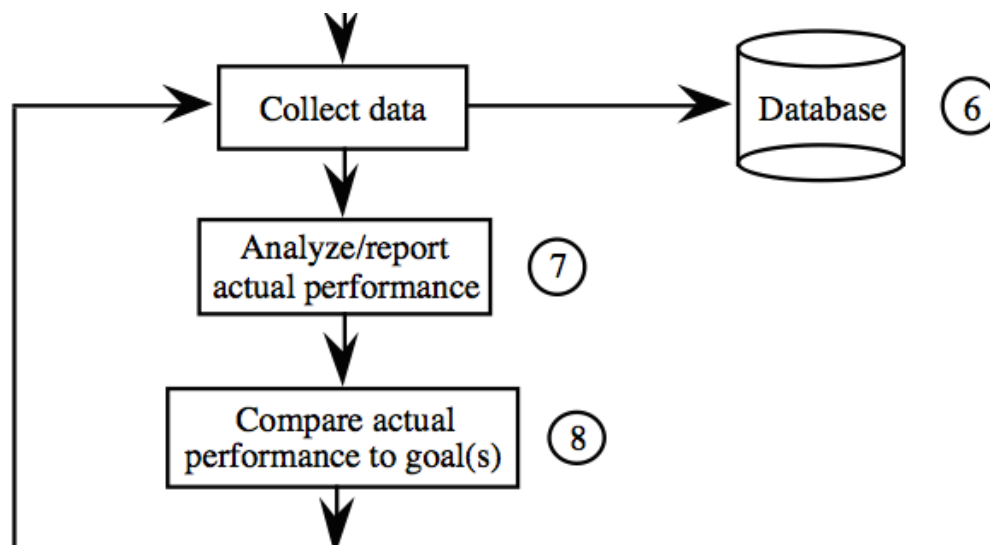 Collect data
Database
6
Analyze/report
actual performance
7
Compare actual
performance to goal(s)
8